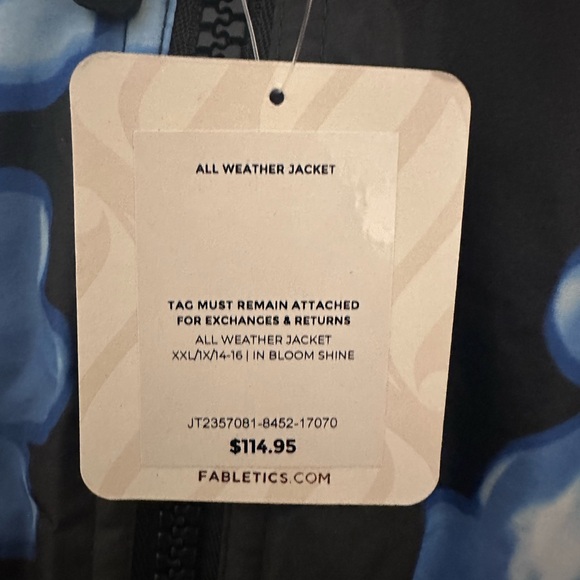 ALL WEATHER JACKET
TAG MUST REMAIN ATTACHED
FOR EXCHANGES & RETURNS
ALL WEATHER JACKET
XXL/1X/14-16 | IN BLOOM SHINE
JT2357081-8452-17070
$114.95
FABLETICS.COM